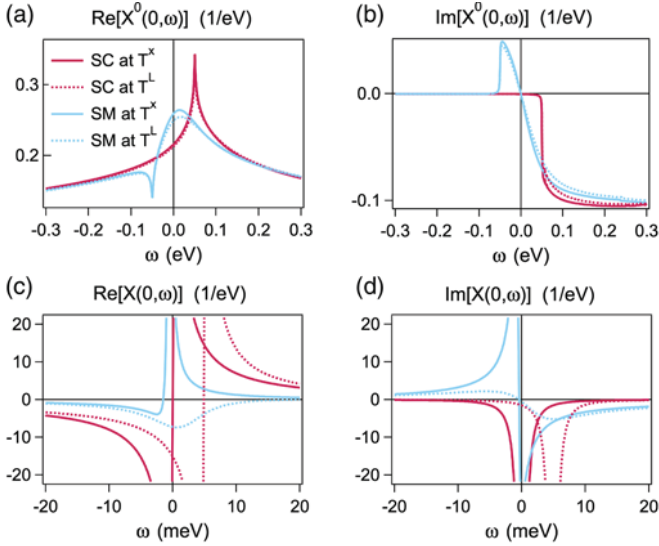 (a) Re[X⁰(0,ω)] (1/eV)
0.3
0.2
SC at Tˣ
SC at Tᴸ
SM at Tˣ
SM at Tᴸ
-0.3 -0.2 -0.1 0.0 0.1 0.2 0.3
ω (eV)
(b) Im[X⁰(0,ω)] (1/eV)
0.0
-0.1
-0.3 -0.2 -0.1 0.0 0.1 0.2 0.3
ω (eV)
(c) Re[X(0,ω)] (1/eV)
20
10
0
-10
-20
-20 -10 0 10 20
ω (meV)
(d) Im[X(0,ω)] (1/eV)
20
10
0
-10
-20
-20 -10 0 10 20
ω (meV)